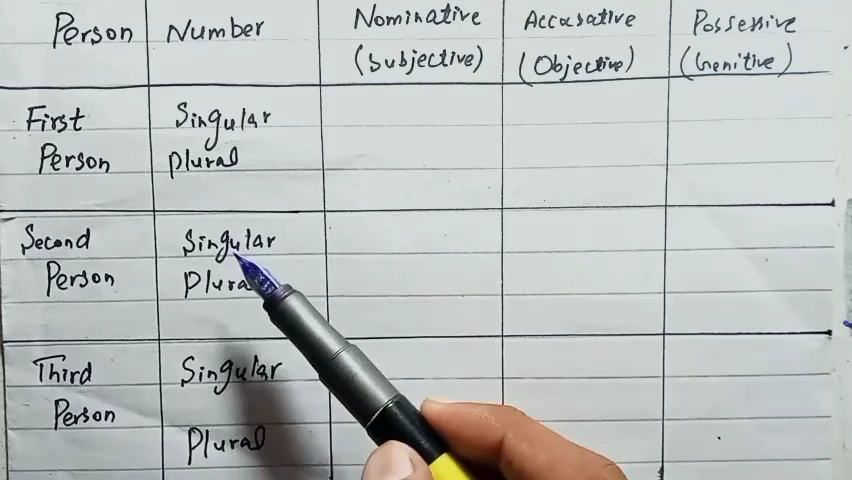 Person Number Nominative Accusative Possessive
(Subjective) (Objective) (Genitive)
First Singular
Person Plural
Second Singular
Person Plural
Third Singular
Person
Plural